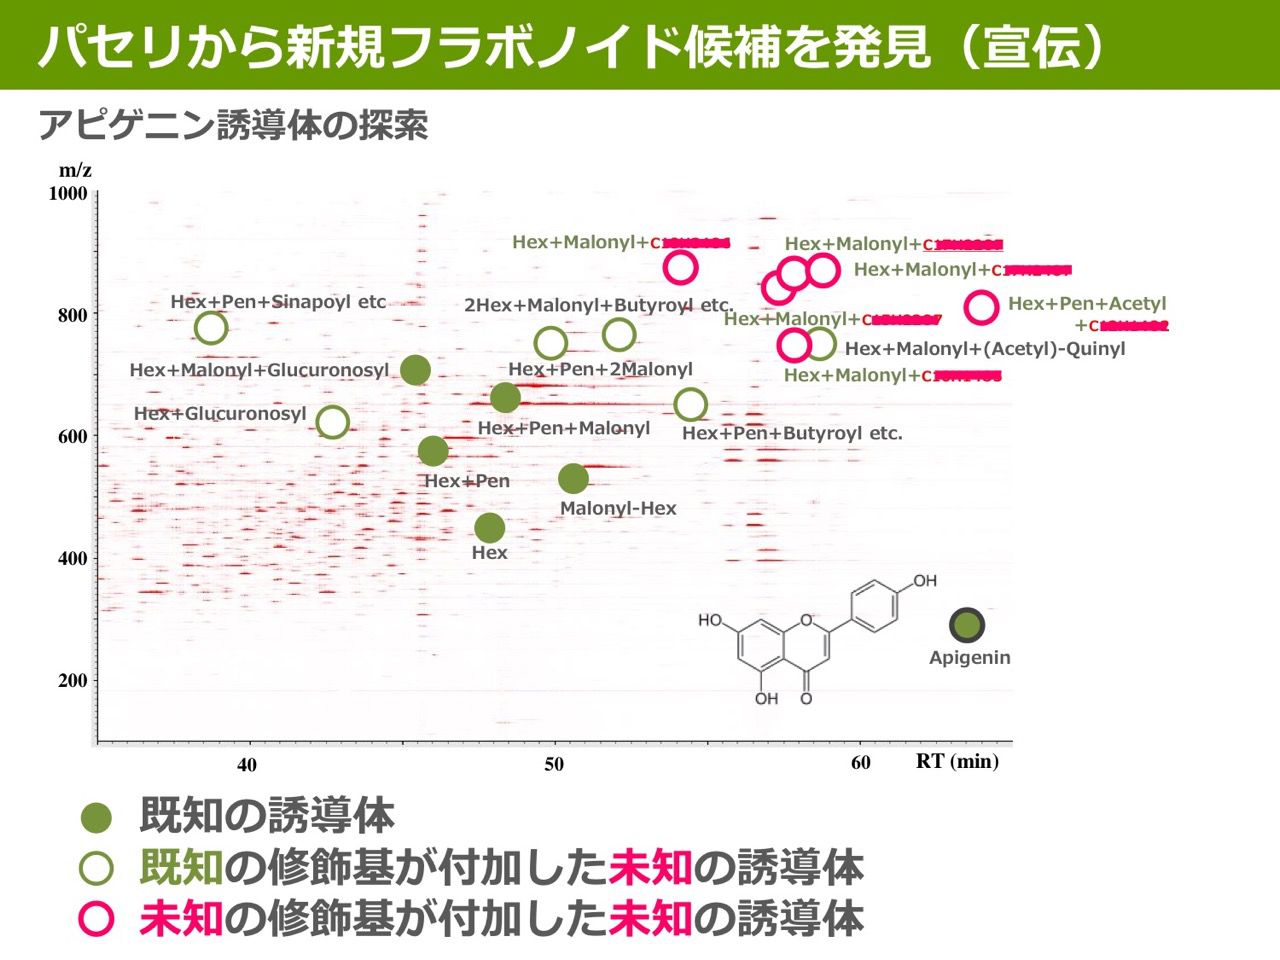 パセリから新規フラボノイド候補を発見（宣伝）
アピゲニン誘導体の探索
m/z
1000
800
600
400
200
Hex+Malonyl+
Hex+Malonyl+
Hex+Malonyl+
Hex+Pen+Sinapoyl etc
2Hex+Malonyl+Butyroyl etc.
Hex+Pen+Acetyl
+
Hex+Malonyl+
Hex+Malonyl+(Acetyl)-Quinyl
Hex+Malonyl+Glucuronosyl
Hex+Pen+2Malonyl
Hex+Malonyl+
Hex+Glucuronosyl
Hex+Pen+Malonyl
Hex+Pen+Butyroyl etc.
Hex+Pen
Malonyl-Hex
Hex
OH
HO
O
OH
O
Apigenin
40
50
60
RT (min)
既知の誘導体
既知の修飾基が付加した未知の誘導体
未知の修飾基が付加した未知の誘導体